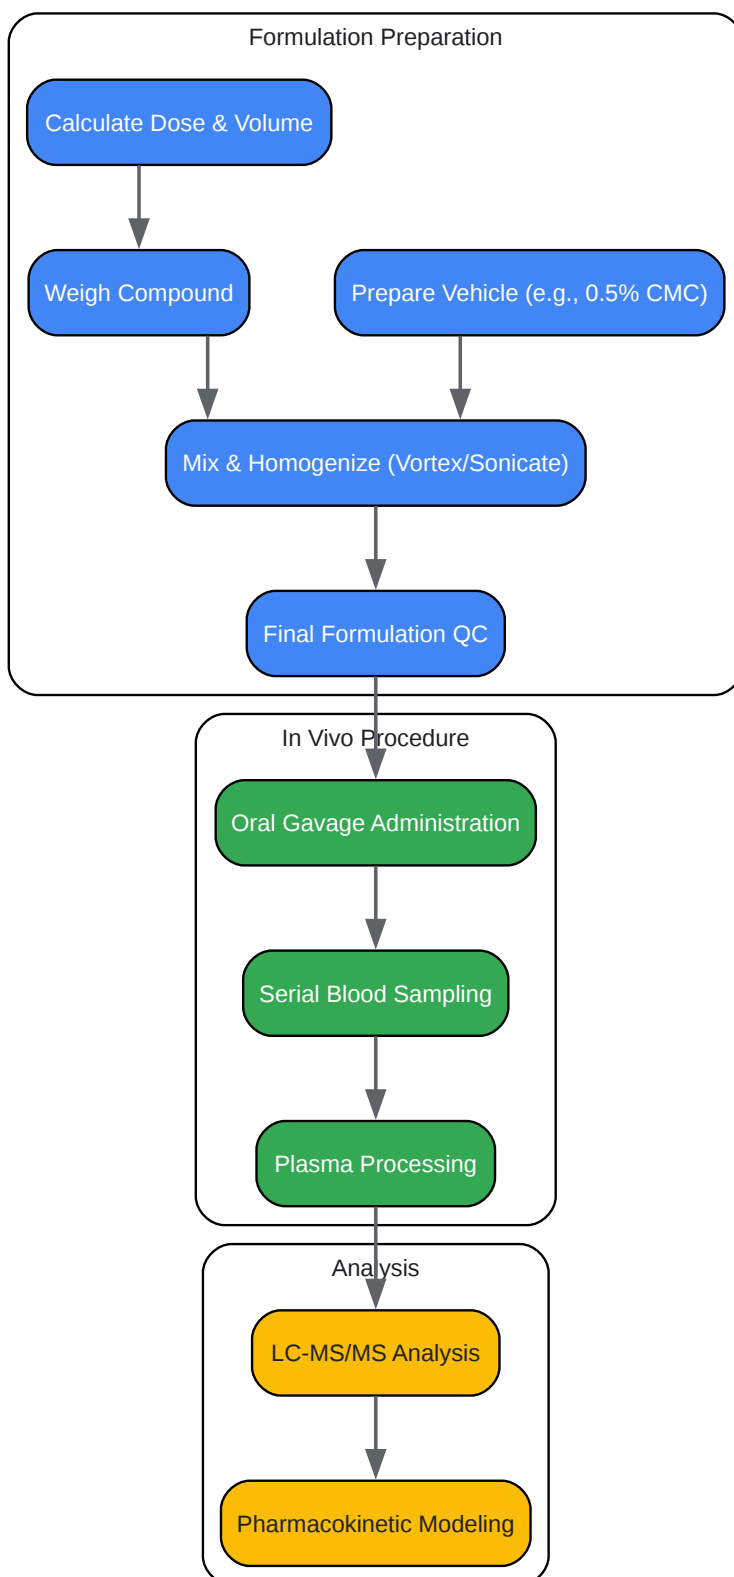 Formulation Preparation
Calculate Dose & Volume
Weigh Compound
Prepare Vehicle (e.g., 0.5% CMC)
Mix & Homogenize (Vortex/Sonicate)
Final Formulation QC
In Vivo Procedure
Oral Gavage Administration
Serial Blood Sampling
Plasma Processing
Analysis
LC-MS/MS Analysis
Pharmacokinetic Modeling